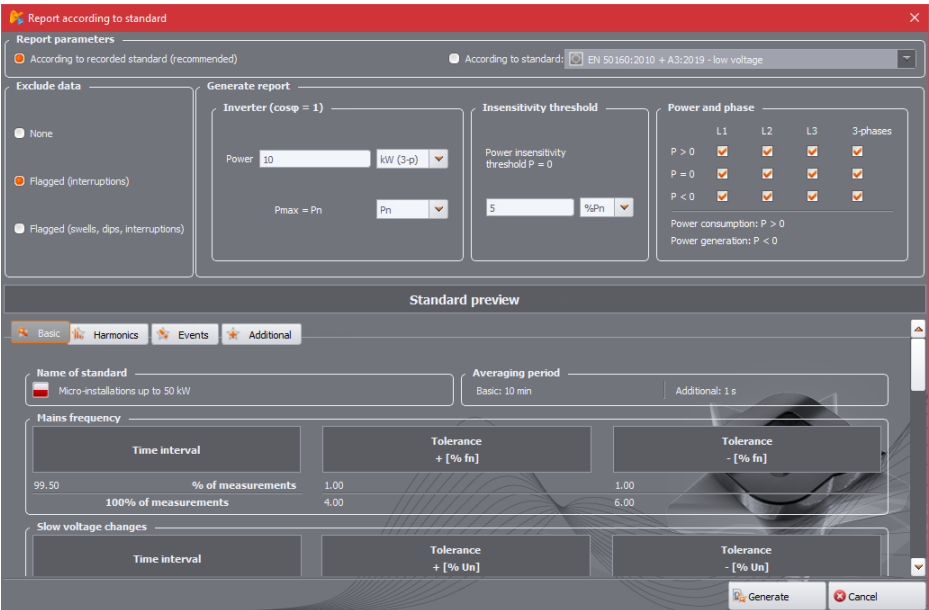 Report according to standard
Report parameters
According to recorded standard (recommended)
According to standard:
EN 50160:2010 + A3:2019 - low voltage
Exclude data
None
Flagged (interruptions)
Flagged (swells, dips, interruptions)
Generate report
Inverter (cosφ = 1)
Power
10
kW (3-p)
Pmax = Pn
Pn
Insensitivity threshold
Power insensitivity
threshold P = 0
5
%Pn
Power and phase
L1 L2 L3 3-phases
P > 0
P = 0
P < 0
Power consumption: P > 0
Power generation: P < 0
Standard preview
Basic
Harmonics
Events
Additional
Name of standard
Micro-installations up to 50 kW
Averaging period
Basic: 10 min
Additional: 1 s
Mains frequency
Time interval
Tolerance
+ [% fn]
Tolerance
- [% fn]
99.50 % of measurements 1.00 1.00
100% of measurements 4.00 6.00
Slow voltage changes
Time interval
Tolerance
+ [% Un]
Tolerance
- [% Un]
Generate
Cancel